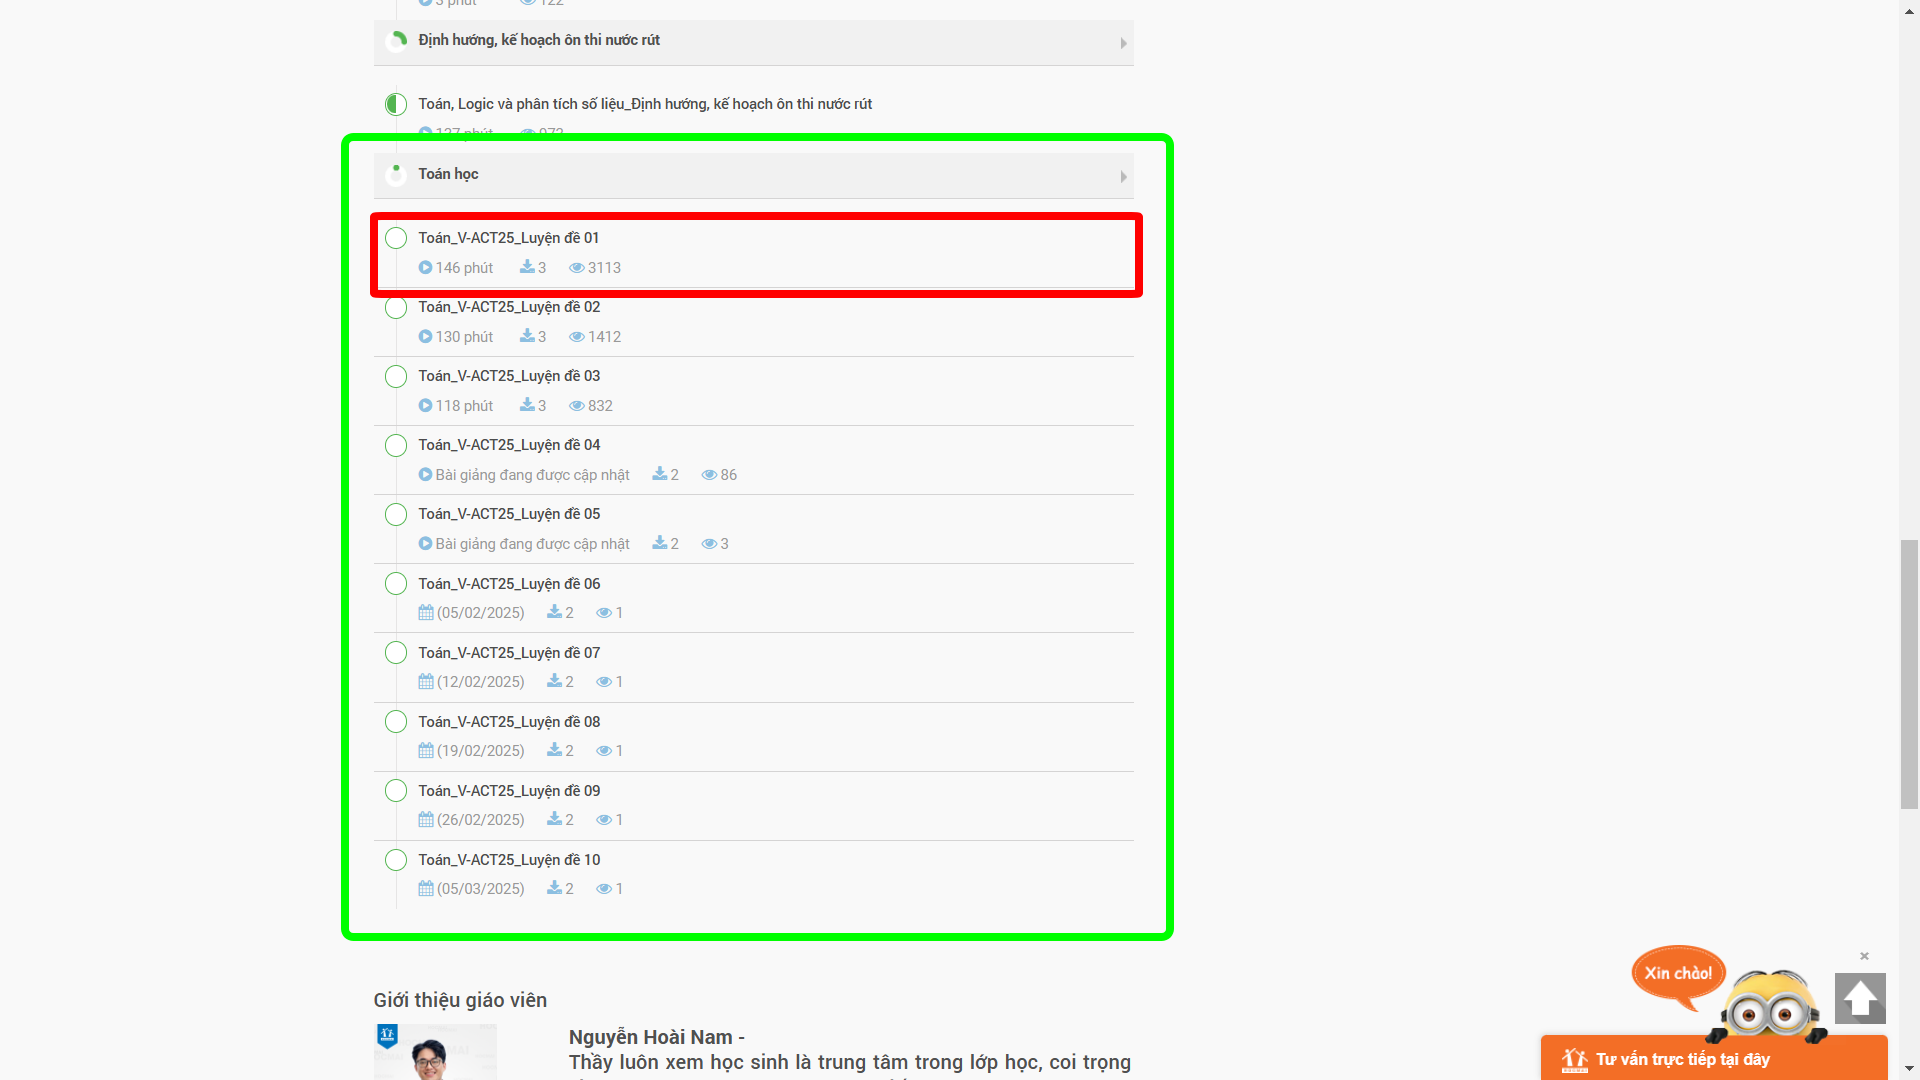 3 phút 122
Định hướng, kế hoạch ôn thi nước rút
Toán, Logic và phân tích số liệu_Định hướng, kế hoạch ôn thi nước rút
127 phút 973
Toán học
Toán_V-ACT25_Luyện đề 01
146 phút 3 3113
Toán_V-ACT25_Luyện đề 02
130 phút 3 1412
Toán_V-ACT25_Luyện đề 03
118 phút 3 832
Toán_V-ACT25_Luyện đề 04
Bài giảng đang được cập nhật 2 86
Toán_V-ACT25_Luyện đề 05
Bài giảng đang được cập nhật 2 3
Toán_V-ACT25_Luyện đề 06
(05/02/2025) 2 1
Toán_V-ACT25_Luyện đề 07
(12/02/2025) 2 1
Toán_V-ACT25_Luyện đề 08
(19/02/2025) 2 1
Toán_V-ACT25_Luyện đề 09
(26/02/2025) 2 1
Toán_V-ACT25_Luyện đề 10
(05/03/2025) 2 1
Giới thiệu giáo viên
Nguyễn Hoài Nam -
Thầy luôn xem học sinh là trung tâm trong lớp học, coi trọng
Xin chào!
Tư vấn trực tiếp tại đây